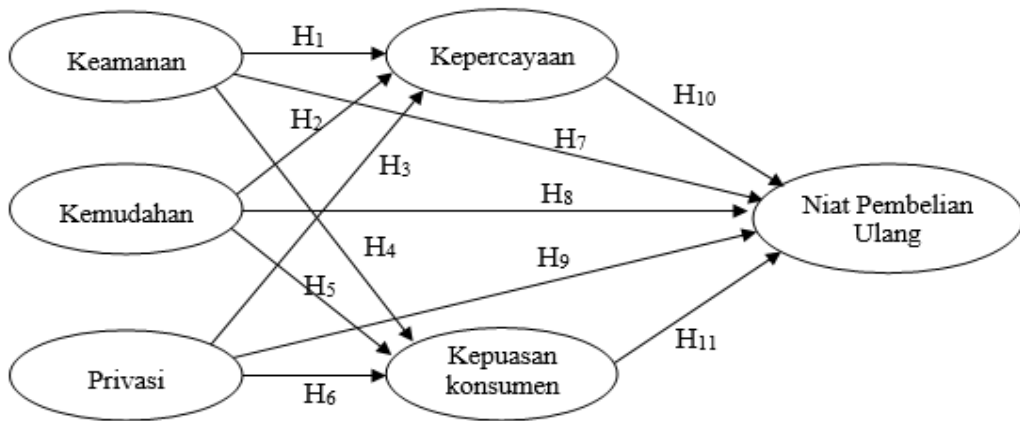 Keamanan
H1
Kepercayaan
H10
H2
H7
H3
Kemudahan
H8
Niat Pembelian
Ulang
H4
H9
H5
Privasi
H6
Kepuasan
konsumen
H11